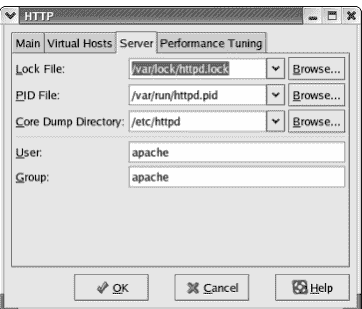 HTTP
Main Virtual Hosts Server Performance Tuning
Lock File: /var/lock/httpd.lock Browse...
PID File: /var/run/httpd.pid Browse...
Core Dump Directory: /etc/httpd Browse...
User: apache
Group: apache
OK Cancel Help